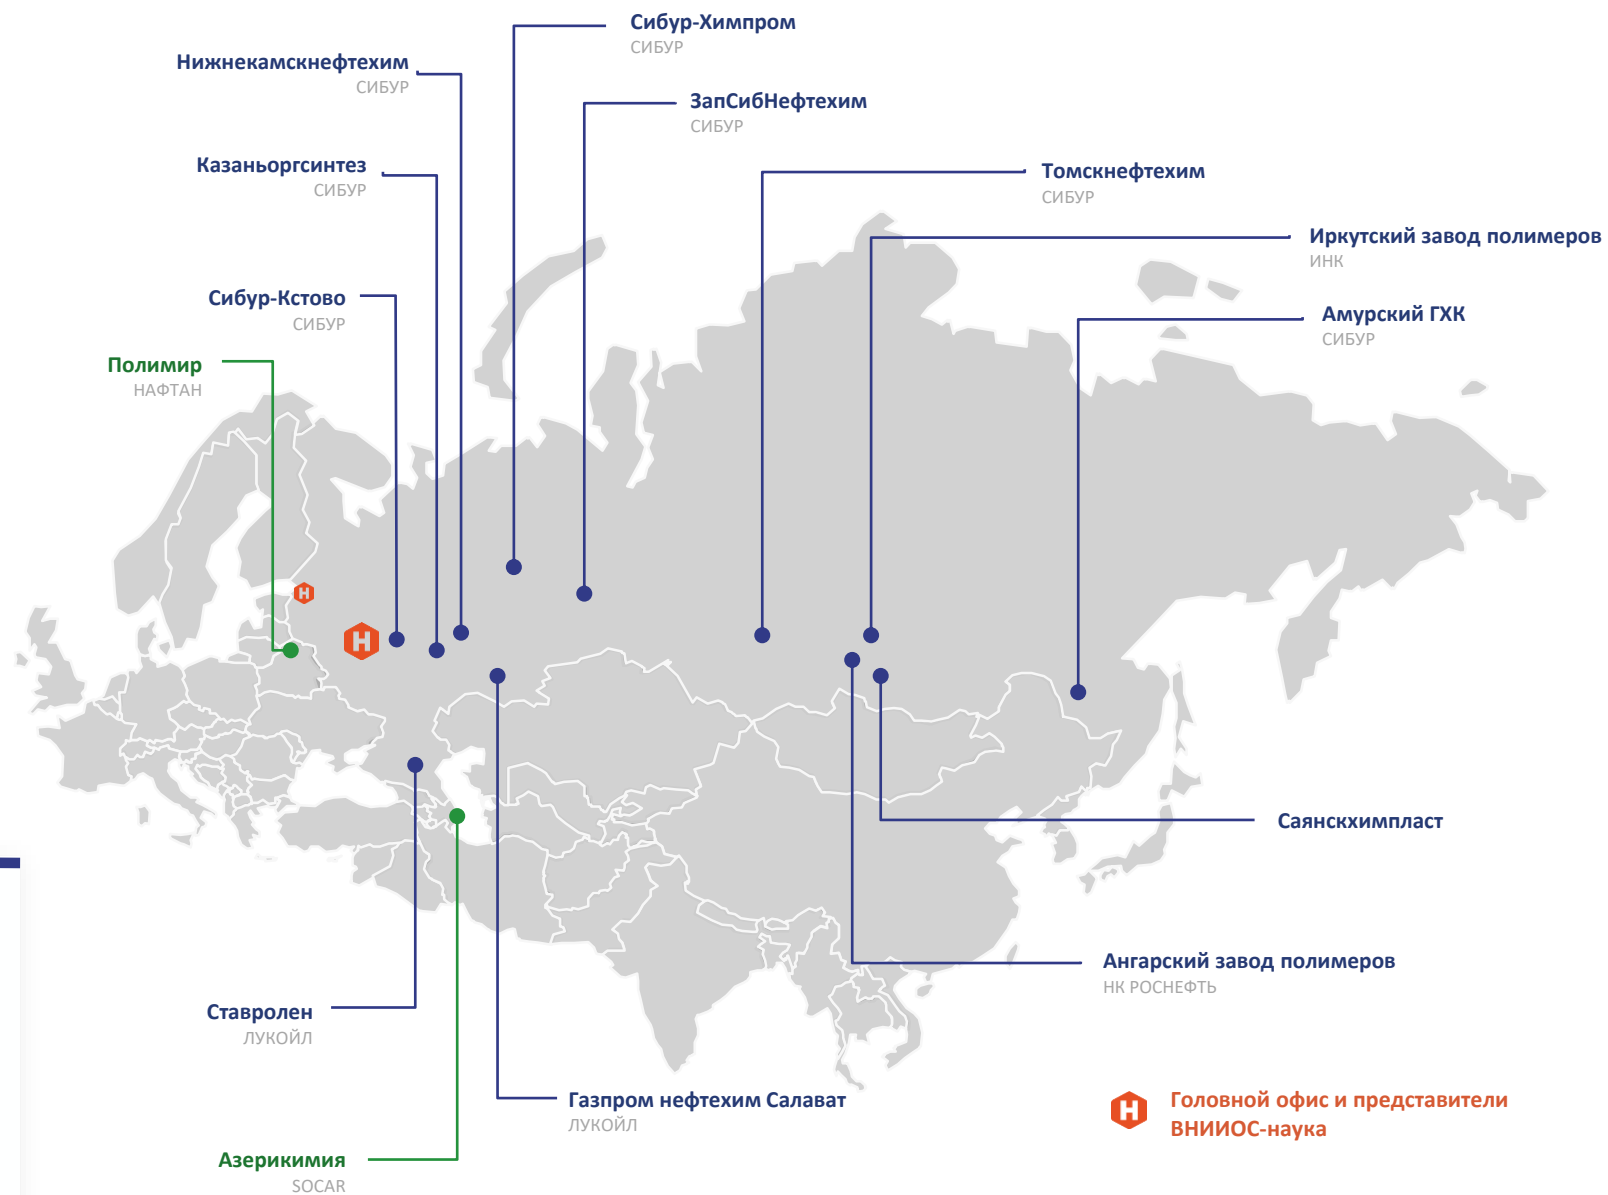 Сибур-Химпром
СИБУР
Нижнекамскнефтехим
СИБУР
ЗапСибНефтехим
СИБУР
Казаньоргсинтез
СИБУР
Томскнефтехим
СИБУР
Иркутский завод полимеров
ИНК
Сибур-Кстово
СИБУР
Амурский ГХК
СИБУР
Полимир
НАФТАН
Н
Н
Саянскхимпласт
Ангарский завод полимеров
НК РОСНЕФТЬ
Ставролен
ЛУКОЙЛ
Газпром нефтехим Салават
ЛУКОЙЛ
Н
Головной офис и представители
ВНИИОС-наука
Азерикимия
SOCAR